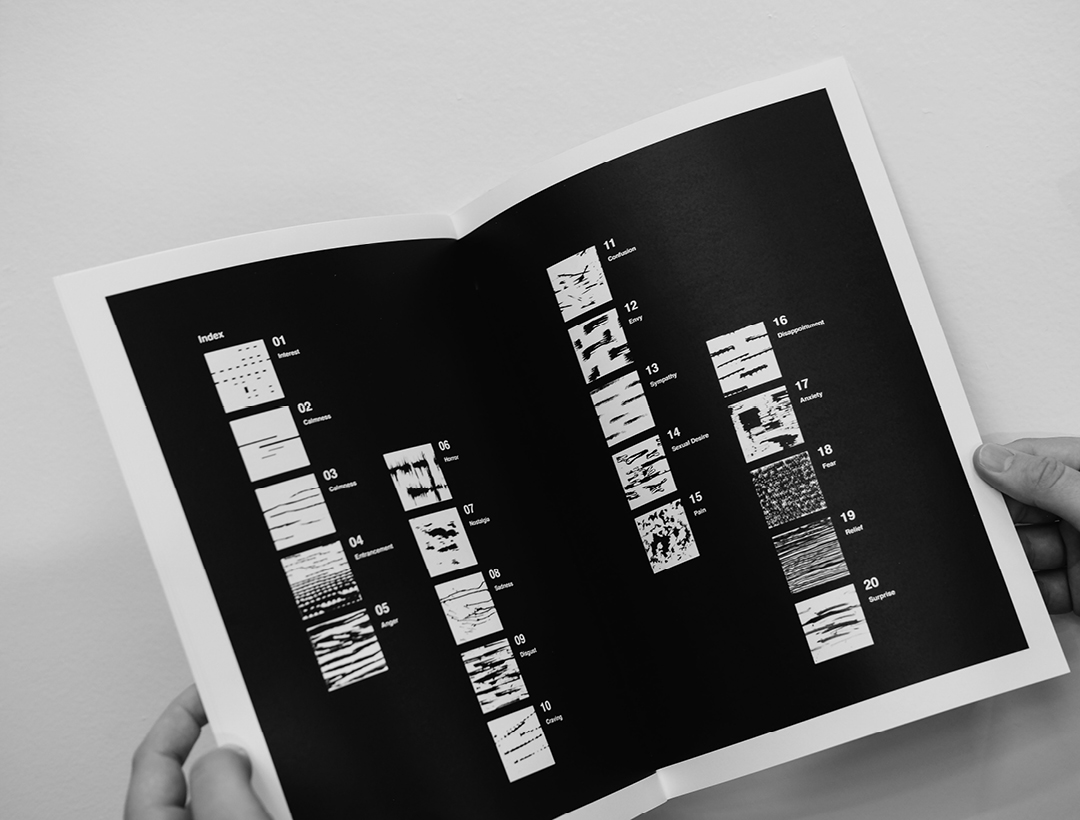 Index
01
Interest
02
Calmness
03
Calmness
04
Entrancement
05
Anger
06
Horror
07
Nostalgia
08
Sadness
09
Disgust
10
Craving
11
Confusion
12
Envy
13
Sympathy
14
Sexual Desire
15
Pain
16
Disappointment
17
Anxiety
18
Fear
19
Relief
20
Surprise